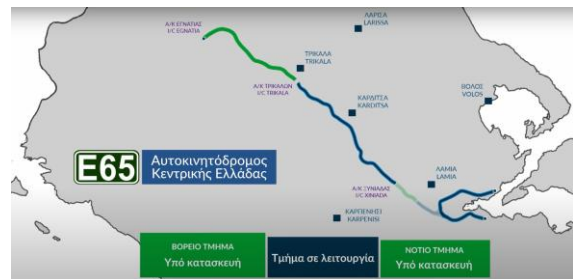 Α/Κ ΕΓΝΑΤΙΑΣ
I/C EGNATIA
ΛΑΡΙΣΑ
LARISSA
ΤΡΙΚΑΛΑ
TRIKALA
Α/Κ ΤΡΙΚΑΛΩΝ
I/C TRIKALA
ΒΟΛΟΣ
VOLOS
ΚΑΡΔΙΤΣΑ
KARDITSA
E65
Αυτοκινητόδρομος
Κεντρικής Ελλάδας
ΛΑΜΙΑ
LAMIA
Α/Κ ΞΥΝΙΑΔΑΣ
I/C XINIADA
ΚΑΡΠΕΝΗΣΙ
KARPENISI
ΒΟΡΕΙΟ ΤΜΗΜΑ
Υπό κατασκευή
Τμήμα σε λειτουργία
ΝΟΤΙΟ ΤΜΗΜΑ
Υπό κατασκευή